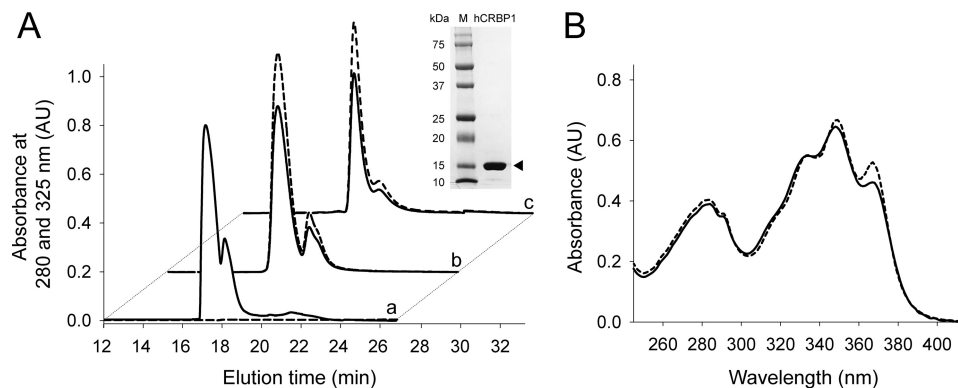 A
kDa M hCRBP1
75
50
37
25
20
15
10
Absorbance at
280 and 325 nm (AU)
1.0
0.8
0.6
0.4
0.2
0.0
c
b
a
12 14 16 18 20 22 24 26 28 30 32
Elution time (min)
B
Absorbance (AU)
0.8
0.6
0.4
0.2
0.0
260 280 300 320 340 360 380 400
Wavelength (nm)